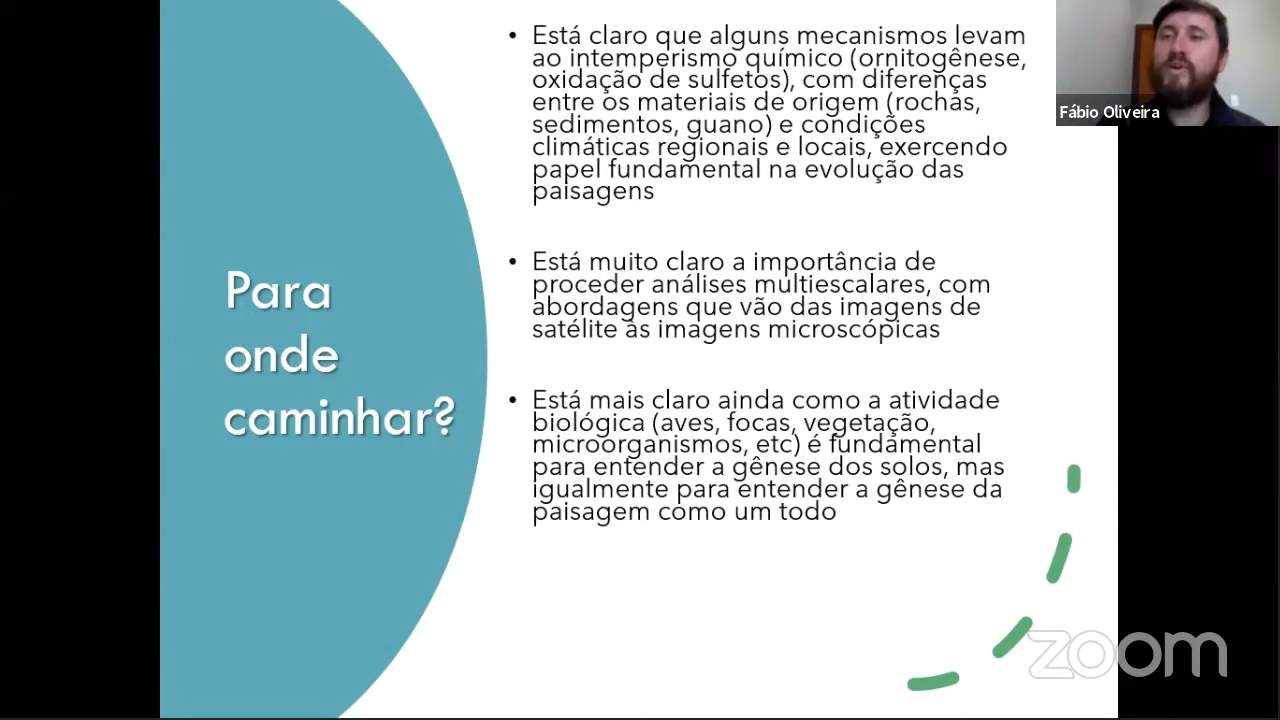 Para
onde
caminhar?
• Está claro que alguns mecanismos levam
ao intemperismo químico (ornitogênese,
oxidação de sulfetos), com diferenças
entre os materiais de origem (rochas,
sedimentos, guano) e condições
climáticas regionais e locais, exercendo
papel fundamental na evolução das
paisagens
• Está muito claro a importância de
proceder análises multiescalares, com
abordagens que vão das imagens de
satélite às imagens microscópicas
• Está mais claro ainda como a atividade
biológica (aves, focas, vegetação,
microorganismos, etc) é fundamental
para entender a gênese dos solos, mas
igualmente para entender a gênese da
paisagem como um todo
Fábio Oliveira
zoom